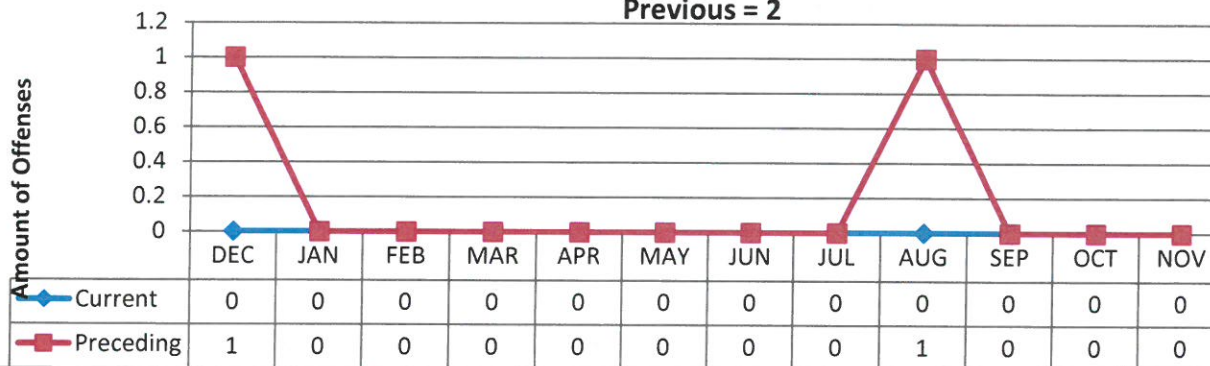 Previous = 2
Amount of Offenses
1.2
1
0.8
0.6
0.4
0.2
0
DEC JAN FEB MAR APR MAY JUN JUL AUG SEP OCT NOV
Current 0 0 0 0 0 0 0 0 0 0 0 0
Preceding 1 0 0 0 0 0 0 0 1 0 0 0